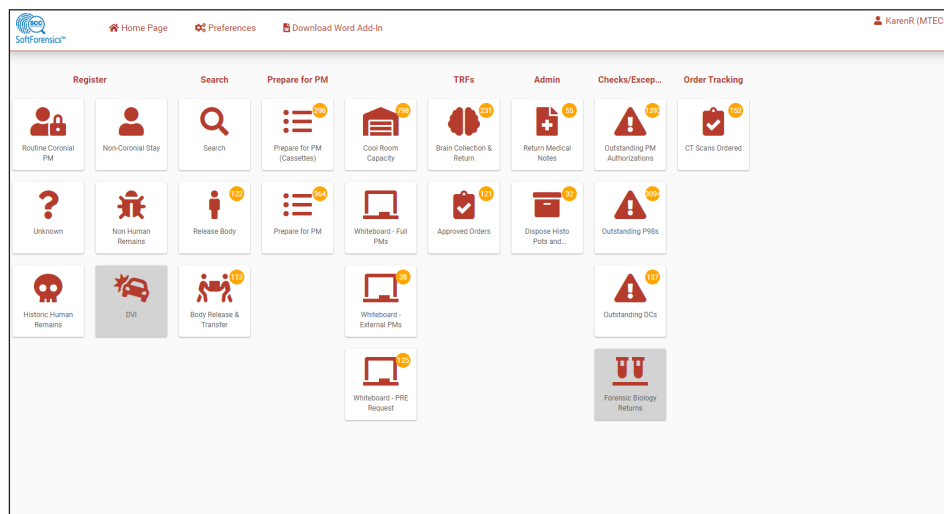 SCC
SoftForensics™
Home Page
Preferences
Download Word Add-In
KarenR (MTEC
Register
Search
Prepare for PM
TRFs
Admin
Checks/Excep...
Order Tracking
Routine Coronial
PM
Non-Coronial Stay
Search
296
Prepare for PM
(Cassettes)
798
Cool Room
Capacity
231
Brain Collection &
Return
55
Return Medical
Notes
Outstanding PM
Authorizations
152
CT Scans Ordered
?
Unknown
Non Human
Remains
122
Release Body
364
Prepare for PM
Whiteboard - Full
PMs
121
Approved Orders
32
Dispose Histo
Pots and...
Outstanding P98s
Historic Human
Remains
DVI
113
Body Release &
Transfer
38
Whiteboard -
External PMs
137
Outstanding DCs
125
Whiteboard - PRE
Request
Forensic Biology
Returns